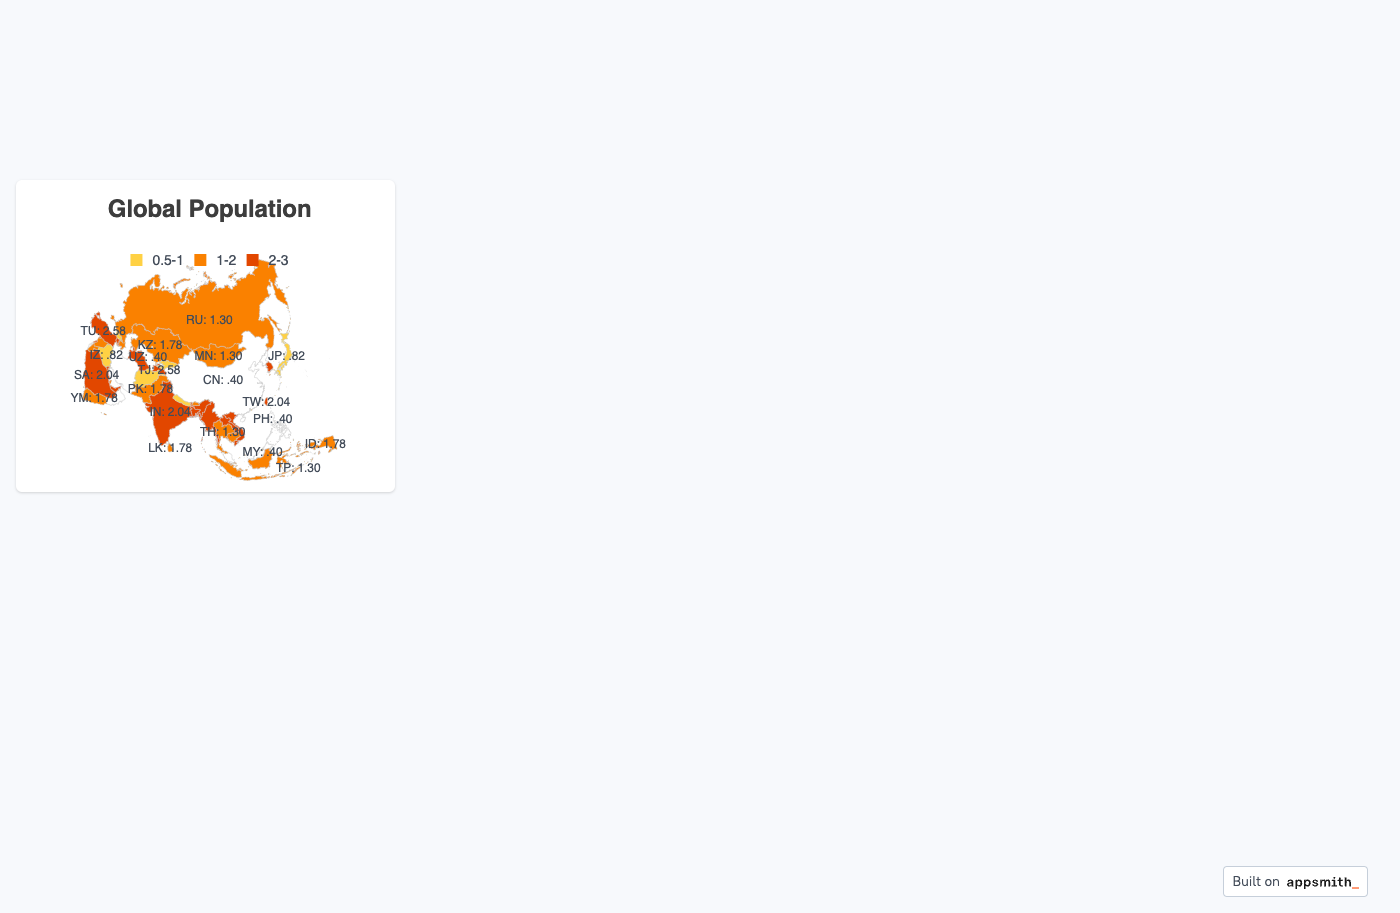 Global Population
0.5-1 1-2 2-3
RU: 1.30
TU: 2.58
KZ: 1.78
IZ: .82
UZ: .40
MN: 1.30
JP: .82
TJ: 2.58
SA: 2.04
CN: .40
PK: 1.78
YM: 1.78
TW: 2.04
IN: 2.04
PH: .40
TH: 1.30
ID: 1.78
LK: 1.78
MY: .40
TP: 1.30
Built on appsmith_